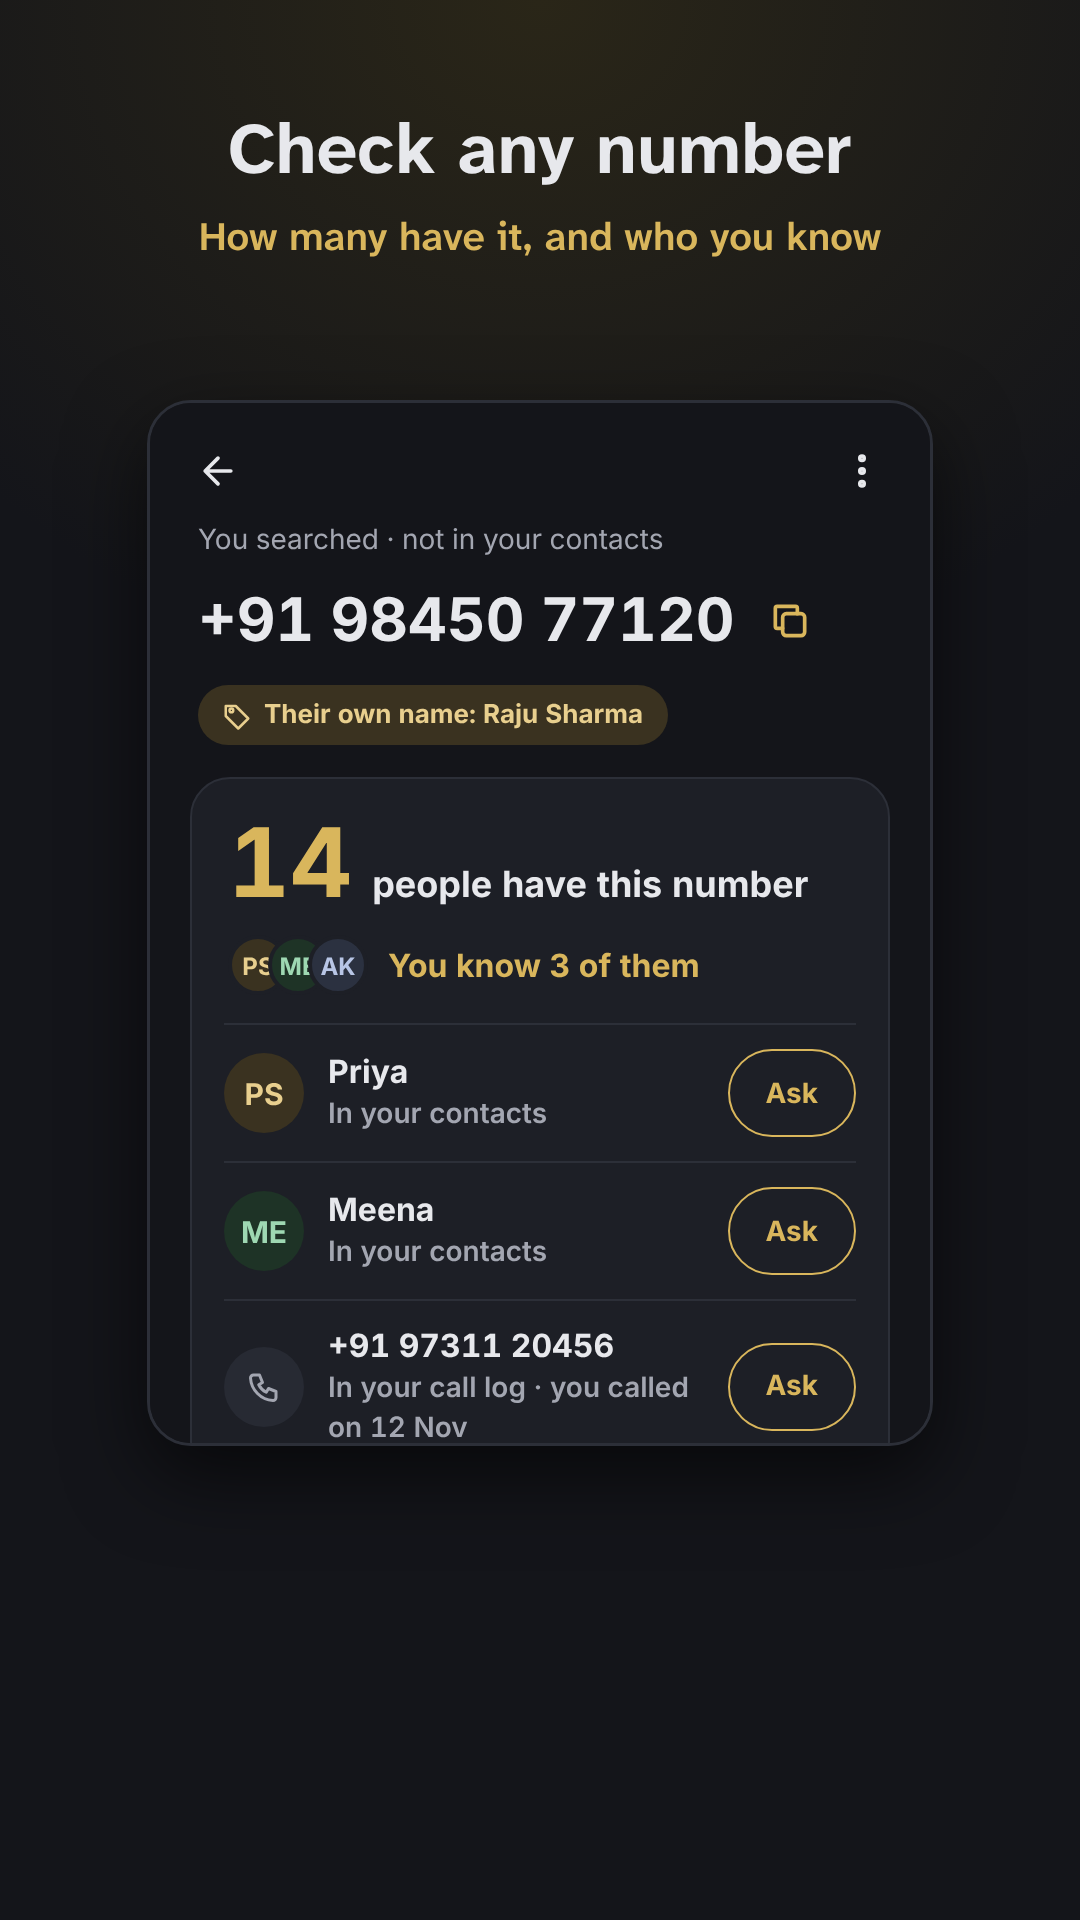 Check any number
How many have it, and who you know
You searched · not in your contacts
+91 98450 77120
Their own name: Raju Sharma
14 people have this number
PS ME AK You know 3 of them
PS Priya
In your contacts
Ask
ME Meena
In your contacts
Ask
+91 97311 20456
In your call log · you called
on 12 Nov
Ask